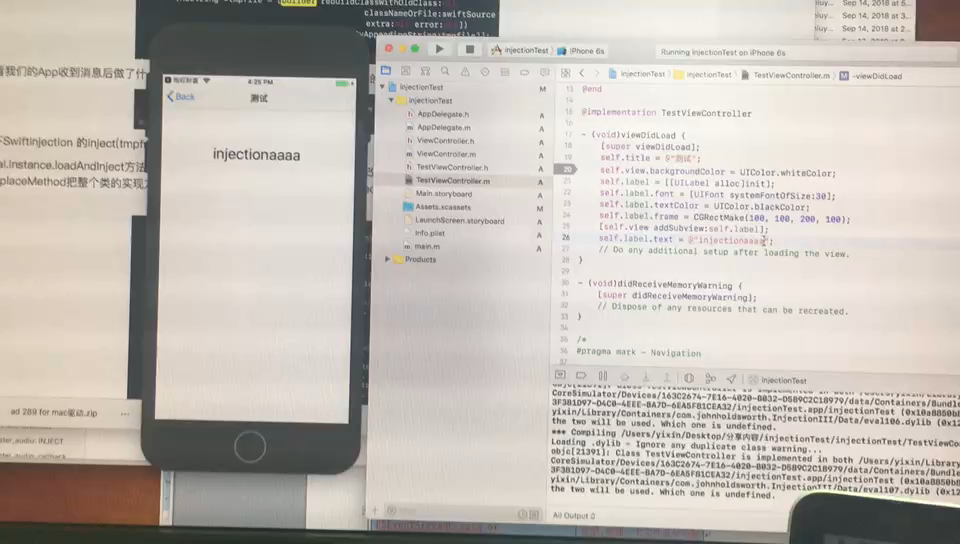 rebuildClassWithOldClass:
classNameOrFile:swiftSource
extra: error:
Sep 14, 2018 at 5...
Sep 14, 2018 at 3...
Sep 14, 2018 at 2...
我们的App收到消息后做了什
SwiftInjection 的inject(tmpf
al.instance.loadAndInject方法
placeMethod把整个类的实现
ad 289 for mac驱动.zip
4:25 PM
Back
测试
injectionaaaa
injectionTest
iPhone 6s
Running injectionTest on iPhone 6s
injectionTest
injectionTest
TestViewController.m
M
-viewDidLoad
injectionTest
M
injectionTest
AppDelegate.h
A
AppDelegate.m
A
ViewController.h
A
ViewController.m
A
TestViewController.h
A
TestViewController.m
A
Main.storyboard
A
Assets.xcassets
M
LaunchScreen.storyboard
A
Info.plist
A
main.m
A
Products
13 @end
14
15 @implementation TestViewController
17 - (void)viewDidLoad {
18 [super viewDidLoad];
19 self.title = @"测试";
20 self.view.backgroundColor = UIColor.whiteColor;
21 self.label = [[UILabel alloc]init];
22 self.label.font = [UIFont systemFontOfSize:30];
23 self.label.textColor = UIColor.blackColor;
24 self.label.frame = CGRectMake(100, 100, 200, 100);
25 [self.view addSubview:self.label];
26 self.label.text = @"injectionaaaa";
27 // Do any additional setup after loading the view.
28 }
29
30 - (void)didReceiveMemoryWarning {
31 [super didReceiveMemoryWarning];
32 // Dispose of any resources that can be recreated.
33 }
34
35 /*
36 #pragma mark - Navigation
37
injectionTest
CoreSimulator/Devices/163C2674-7E16-4020-B032-D5B9C2C18979/data/Containers/Bundle
3F3B1D97-D4C0-4EEE-BA7D-6EA5FB1CEA32/injectionTest.app/injectionTest
yixin/Library/Containers/com.johnholdsworth.InjectionIII/Data/eval106.dylib
the two will be used. Which one is undefined.
*** Compiling /Users/yixin/Desktop/分享内容/injectionTest/injectionTest/TestViewCo
Loading .dylib - Ignore any duplicate class warning...
objc[21391]: Class TestViewController is implemented in both /Users/yixin/Library
CoreSimulator/Devices/163C2674-7E16-4020-B032-D5B9C2C18979/data/Containers/Bundle
3F3B1D97-D4C0-4EEE-BA7D-6EA5FB1CEA32/injectionTest.app/injectionTest
yixin/Library/Containers/com.johnholdsworth.InjectionIII/Data/eval107.dylib
the two will be used. Which one is undefined.
All Output